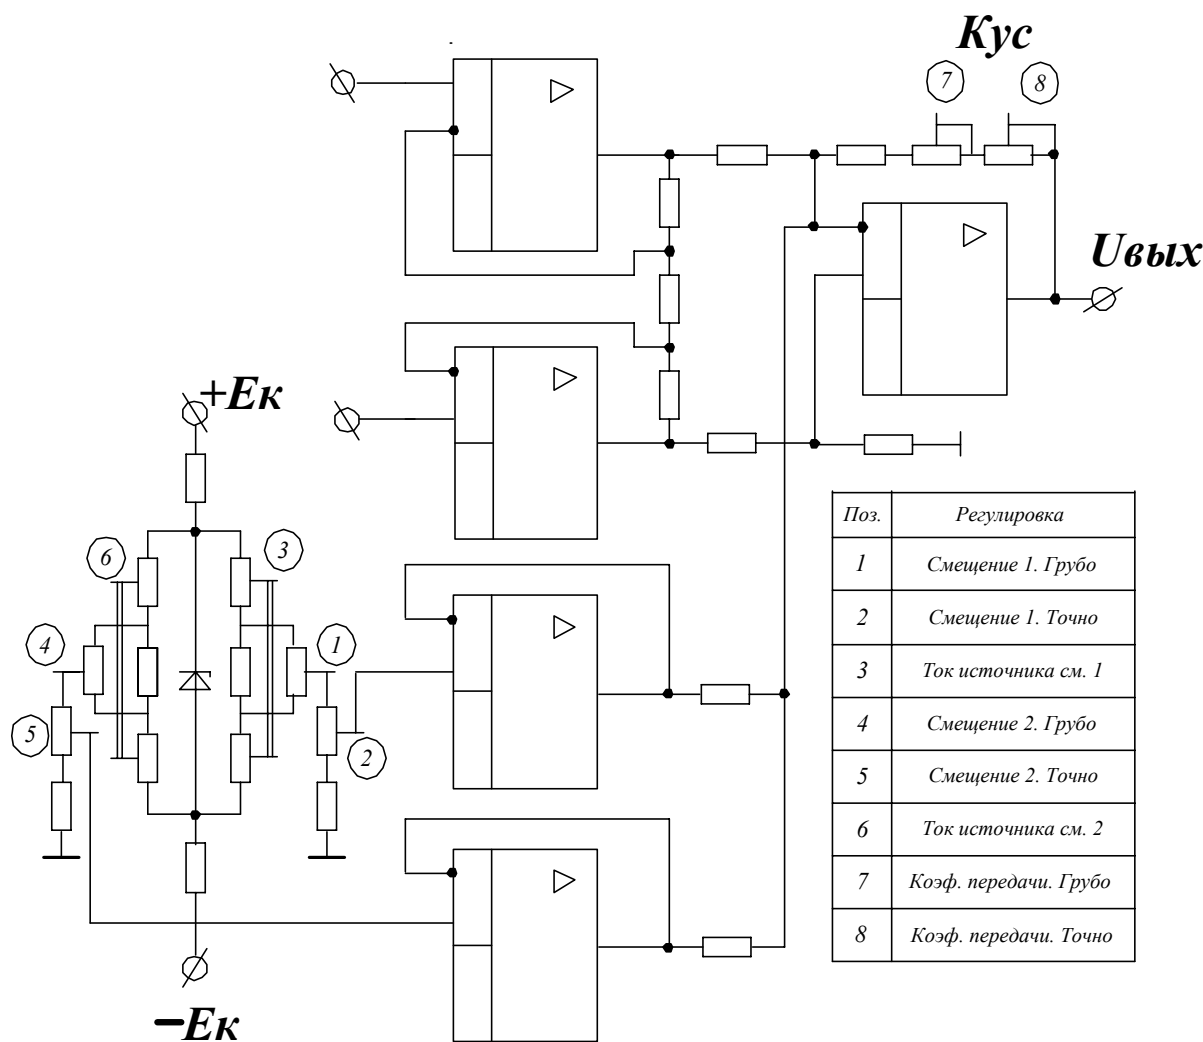 Кус
7
8
Uвых
+Ек
6
3
4
1
5
2
−Ек
Поз. Регулировка
1 Смещение 1. Грубо
2 Смещение 1. Точно
3 Ток источника см. 1
4 Смещение 2. Грубо
5 Смещение 2. Точно
6 Ток источника см. 2
7 Коэф. передачи. Грубо
8 Коэф. передачи. Точно